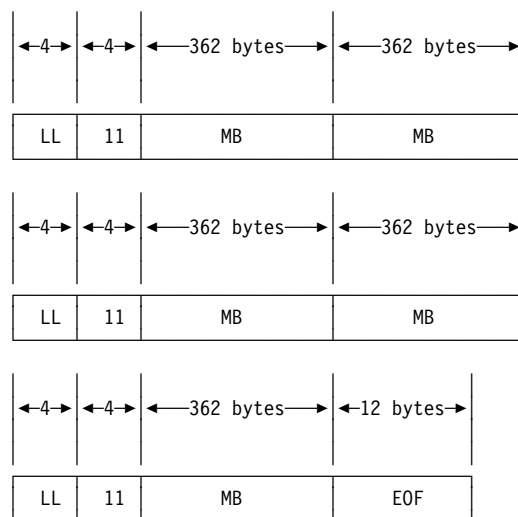 4 4 362 bytes 362 bytes
LL 11 MB MB
4 4 362 bytes 362 bytes
LL 11 MB MB
4 4 362 bytes 12 bytes
LL 11 MB EOF